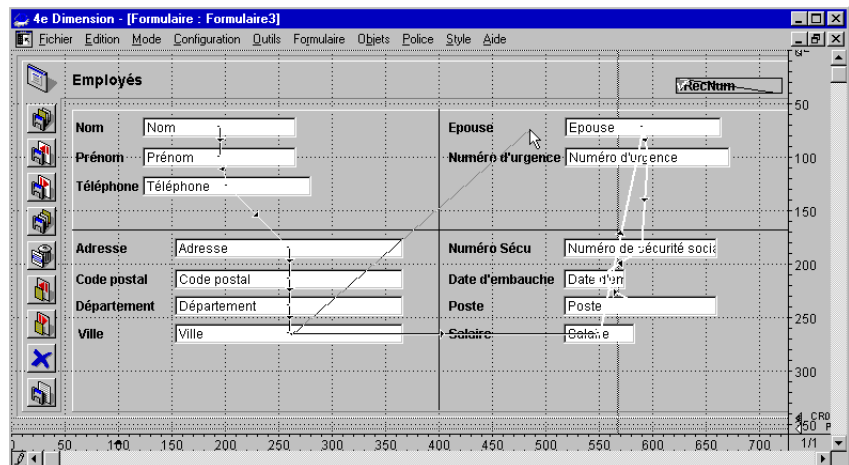 4e Dimension - [Formulaire : Formulaire3]
Fichier Edition Mode Configuration Outils Formulaire Objets Police Style Aide
Employés
vRecNum
50
Nom Nom Epouse Epouse
Prénom Prénom Numéro d'urgence Numéro d'urgence
100
Téléphone Téléphone
150
Adresse Adresse Numéro Sécu Numéro de sécurité socia
200
Code postal Code postal Date d'embauche Date d'em
Département Département Poste Poste
250
Ville Ville Salaire Salaire
300
350
50 100 150 200 250 300 350 400 450 500 550 600 650 700 1/1